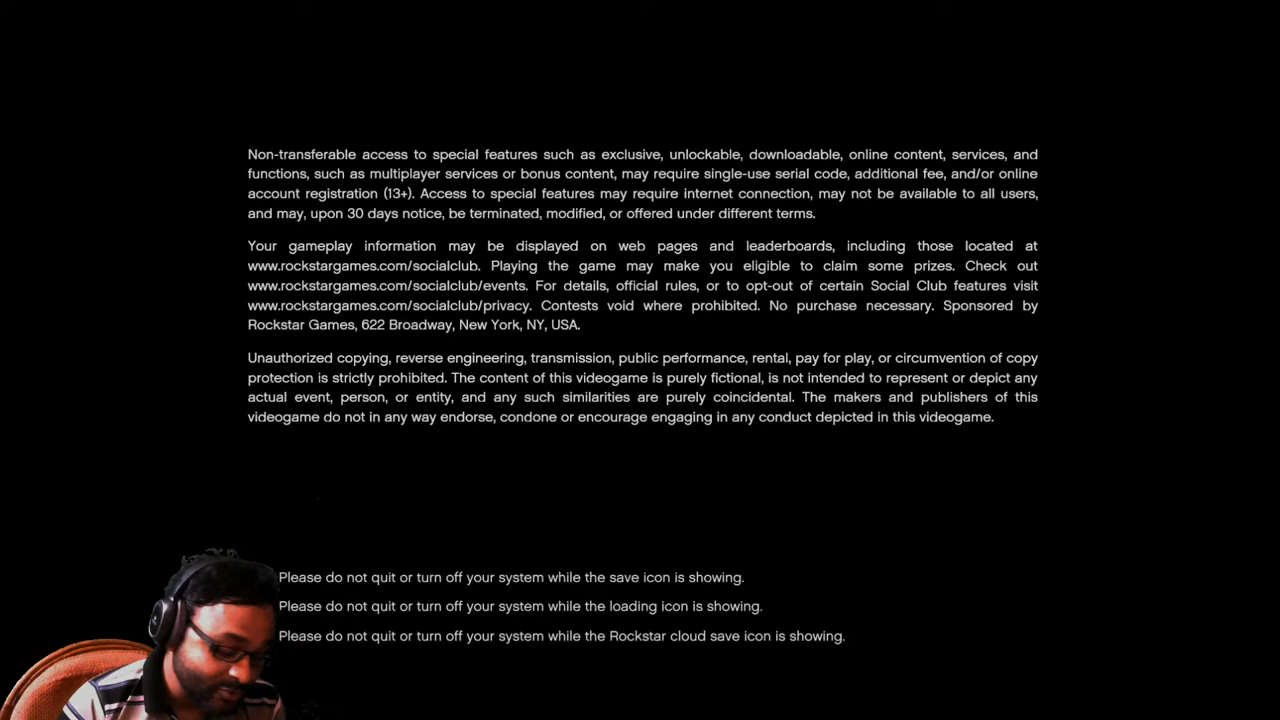 Non-transferable access to special features such as exclusive, unlockable, downloadable, online content, services, and
functions, such as multiplayer services or bonus content, may require single-use serial code, additional fee, and/or online
account registration (13+). Access to special features may require internet connection, may not be available to all users,
and may, upon 30 days notice, be terminated, modified, or offered under different terms.
Your gameplay information may be displayed on web pages and leaderboards, including those located at
www.rockstargames.com/socialclub. Playing the game may make you eligible to claim some prizes. Check out
www.rockstargames.com/socialclub/events. For details, official rules, or to opt-out of certain Social Club features visit
www.rockstargames.com/socialclub/privacy. Contests void where prohibited. No purchase necessary. Sponsored by
Rockstar Games, 622 Broadway, New York, NY, USA.
Unauthorized copying, reverse engineering, transmission, public performance, rental, pay for play, or circumvention of copy
protection is strictly prohibited. The content of this videogame is purely fictional, is not intended to represent or depict any
actual event, person, or entity, and any such similarities are purely coincidental. The makers and publishers of this
videogame do not in any way endorse, condone or encourage engaging in any conduct depicted in this videogame.
Please do not quit or turn off your system while the save icon is showing.
Please do not quit or turn off your system while the loading icon is showing.
Please do not quit or turn off your system while the Rockstar cloud save icon is showing.